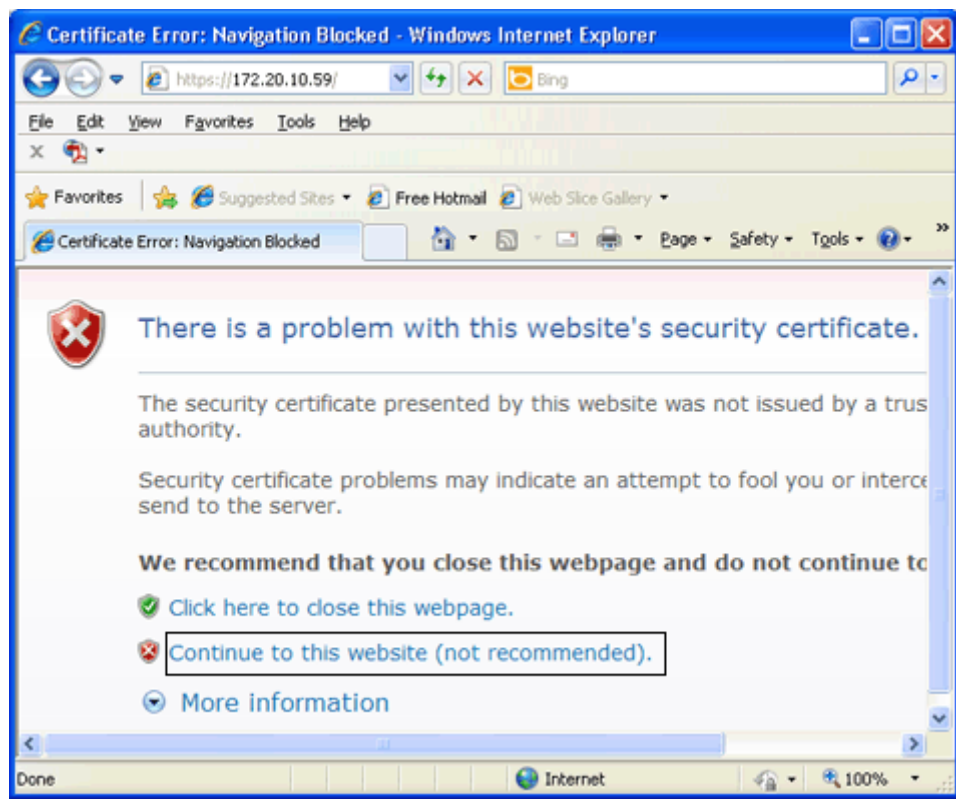 Certificate Error: Navigation Blocked - Windows Internet Explorer
https://172.20.10.59/ Bing
File Edit View Favorites Tools Help
x
Favorites Suggested Sites Free Hotmail Web Slice Gallery
Certificate Error: Navigation Blocked Page Safety Tools »
There is a problem with this website's security certificate.
The security certificate presented by this website was not issued by a trus
authority.
Security certificate problems may indicate an attempt to fool you or interce
send to the server.
We recommend that you close this webpage and do not continue to
Click here to close this webpage.
Continue to this website (not recommended).
More information
Done Internet 100%